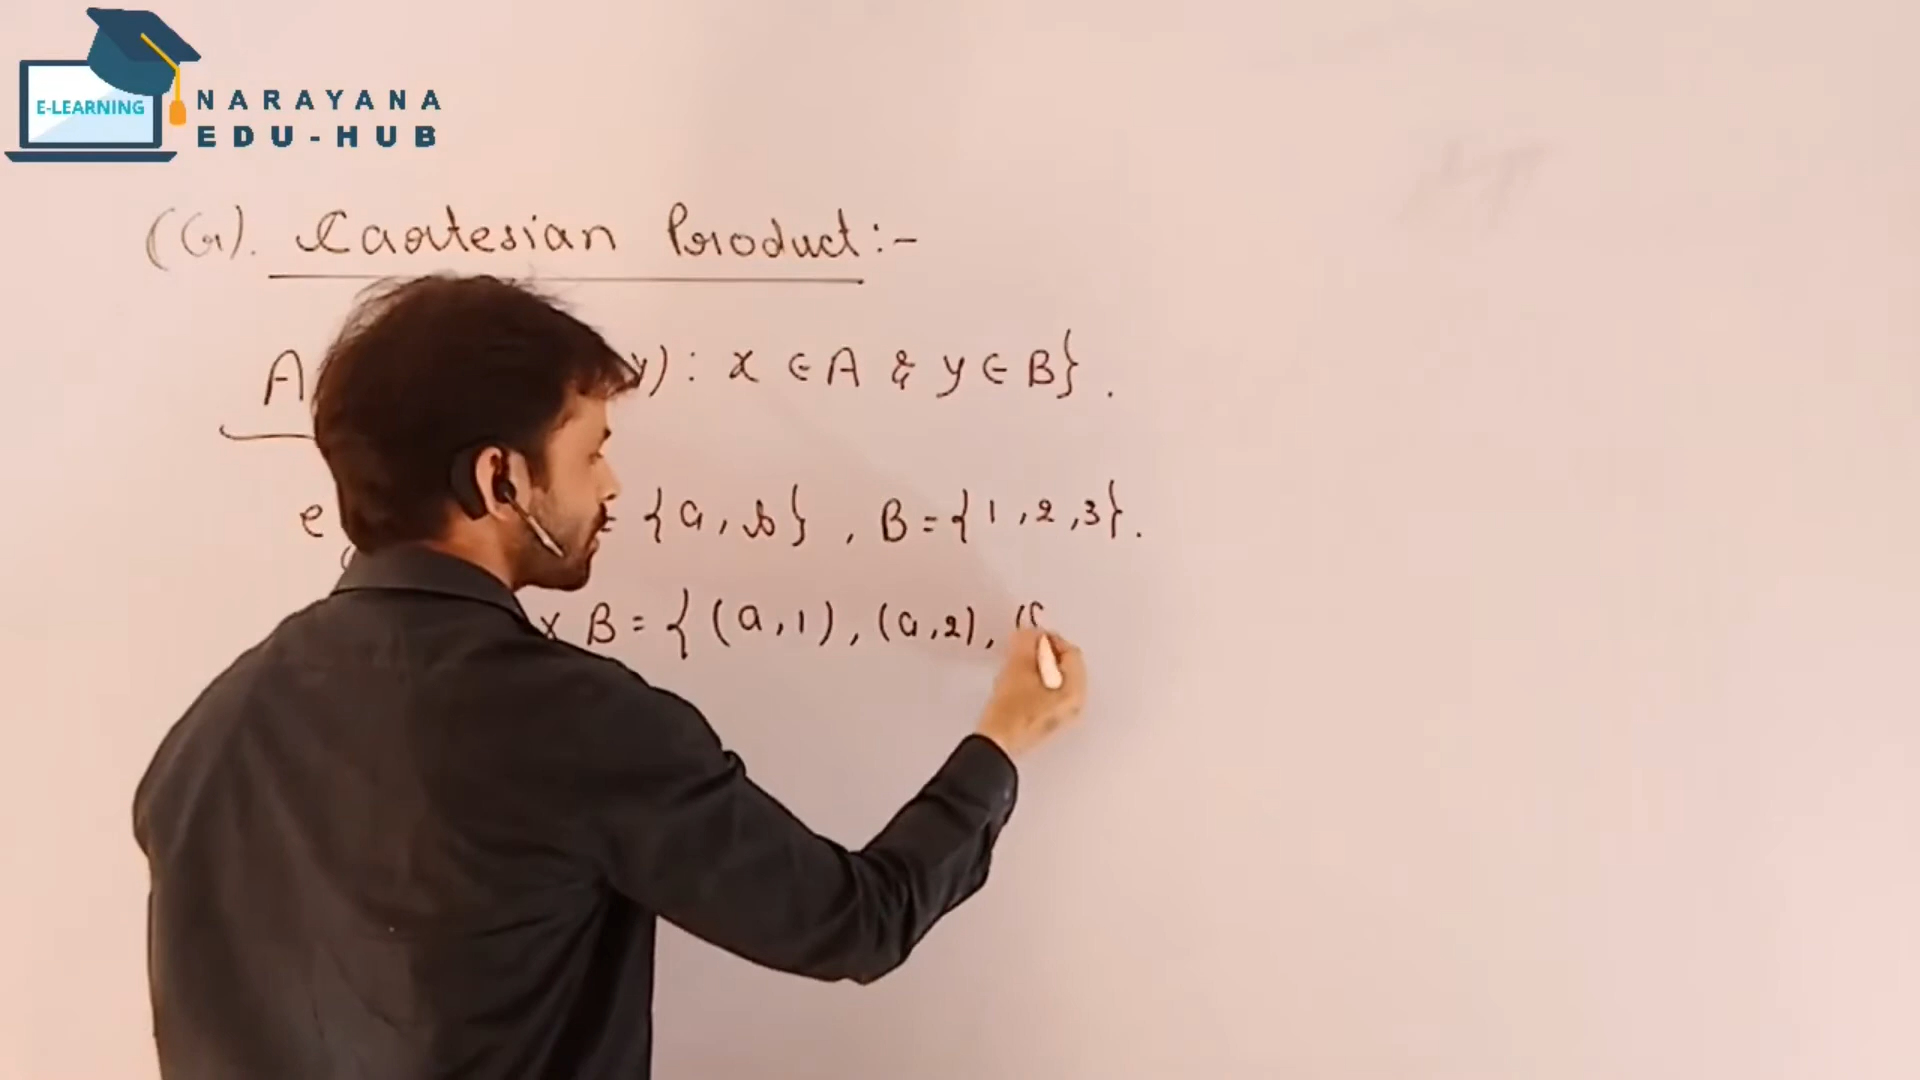 E-LEARNING
NARAYANA
EDU-HUB
(G). Cartesian Product:-
A y) : x ∈ A & y ∈ B} .
e = {a, b} , B = {1, 2, 3}.
x B = { (a, 1), (a, 2), (